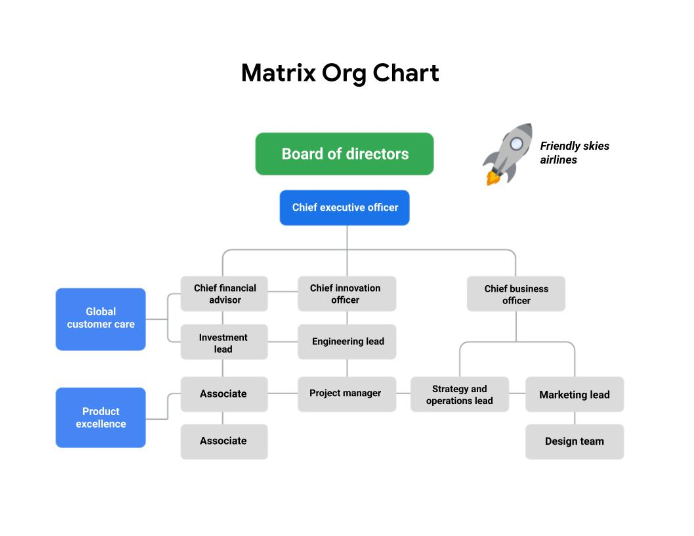 Matrix Org Chart
Board of directors
Friendly skies
airlines
Chief executive officer
Chief financial
advisor
Chief innovation
officer
Chief business
officer
Global
customer care
Investment
lead
Engineering lead
Associate
Project manager
Strategy and
operations lead
Marketing lead
Product
excellence
Associate
Design team